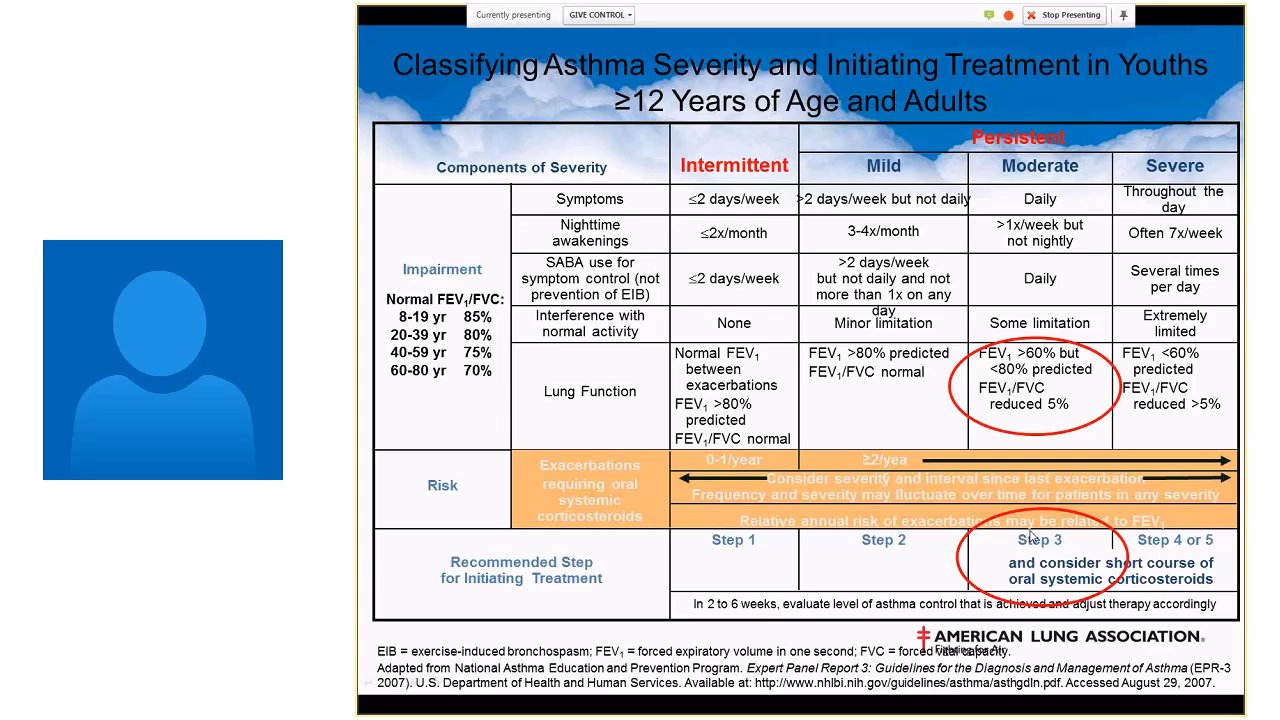 Currently presenting GIVE CONTROL Stop Presenting
Classifying Asthma Severity and Initiating Treatment in Youths
≥12 Years of Age and Adults
Components of Severity
Intermittent
Persistent
Mild
Moderate
Severe
Impairment
Normal FEV₁/FVC:
8-19 yr 85%
20-39 yr 80%
40-59 yr 75%
60-80 yr 70%
Symptoms
≤2 days/week
>2 days/week but not daily
Daily
Throughout the
day
Nighttime
awakenings
≤2x/month
3-4x/month
>1x/week but
not nightly
Often 7x/week
SABA use for
symptom control (not
prevention of EIB)
≤2 days/week
>2 days/week
but not daily and not
more than 1x on any
day
Daily
Several times
per day
Interference with
normal activity
None
Minor limitation
Some limitation
Extremely
limited
Lung Function
Normal FEV₁
between
exacerbations
FEV₁ >80%
predicted
FEV₁/FVC normal
FEV₁ >80% predicted
FEV₁/FVC normal
FEV₁ >60% but
<80% predicted
FEV₁/FVC
reduced 5%
FEV₁ <60%
predicted
FEV₁/FVC
reduced >5%
Risk
Exacerbations
requiring oral
systemic
corticosteroids
0-1/year
≥2/yea
Consider severity and interval since last exacerbation
Frequency and severity may fluctuate over time for patients in any severity
Relative annual risk of exacerbations may be related to FEV₁
Recommended Step
for Initiating Treatment
Step 1
Step 2
Step 3
Step 4 or 5
and consider short course of
oral systemic corticosteroids
In 2 to 6 weeks, evaluate level of asthma control that is achieved and adjust therapy accordingly
AMERICAN LUNG ASSOCIATION®
Fighting for Air
EIB = exercise-induced bronchospasm; FEV₁ = forced expiratory volume in one second; FVC = forced vital capacity.
Adapted from National Asthma Education and Prevention Program. Expert Panel Report 3: Guidelines for the Diagnosis and Management of Asthma (EPR-3
2007). U.S. Department of Health and Human Services. Available at: http://www.nhlbi.nih.gov/guidelines/asthma/asthgdln.pdf. Accessed August 29, 2007.